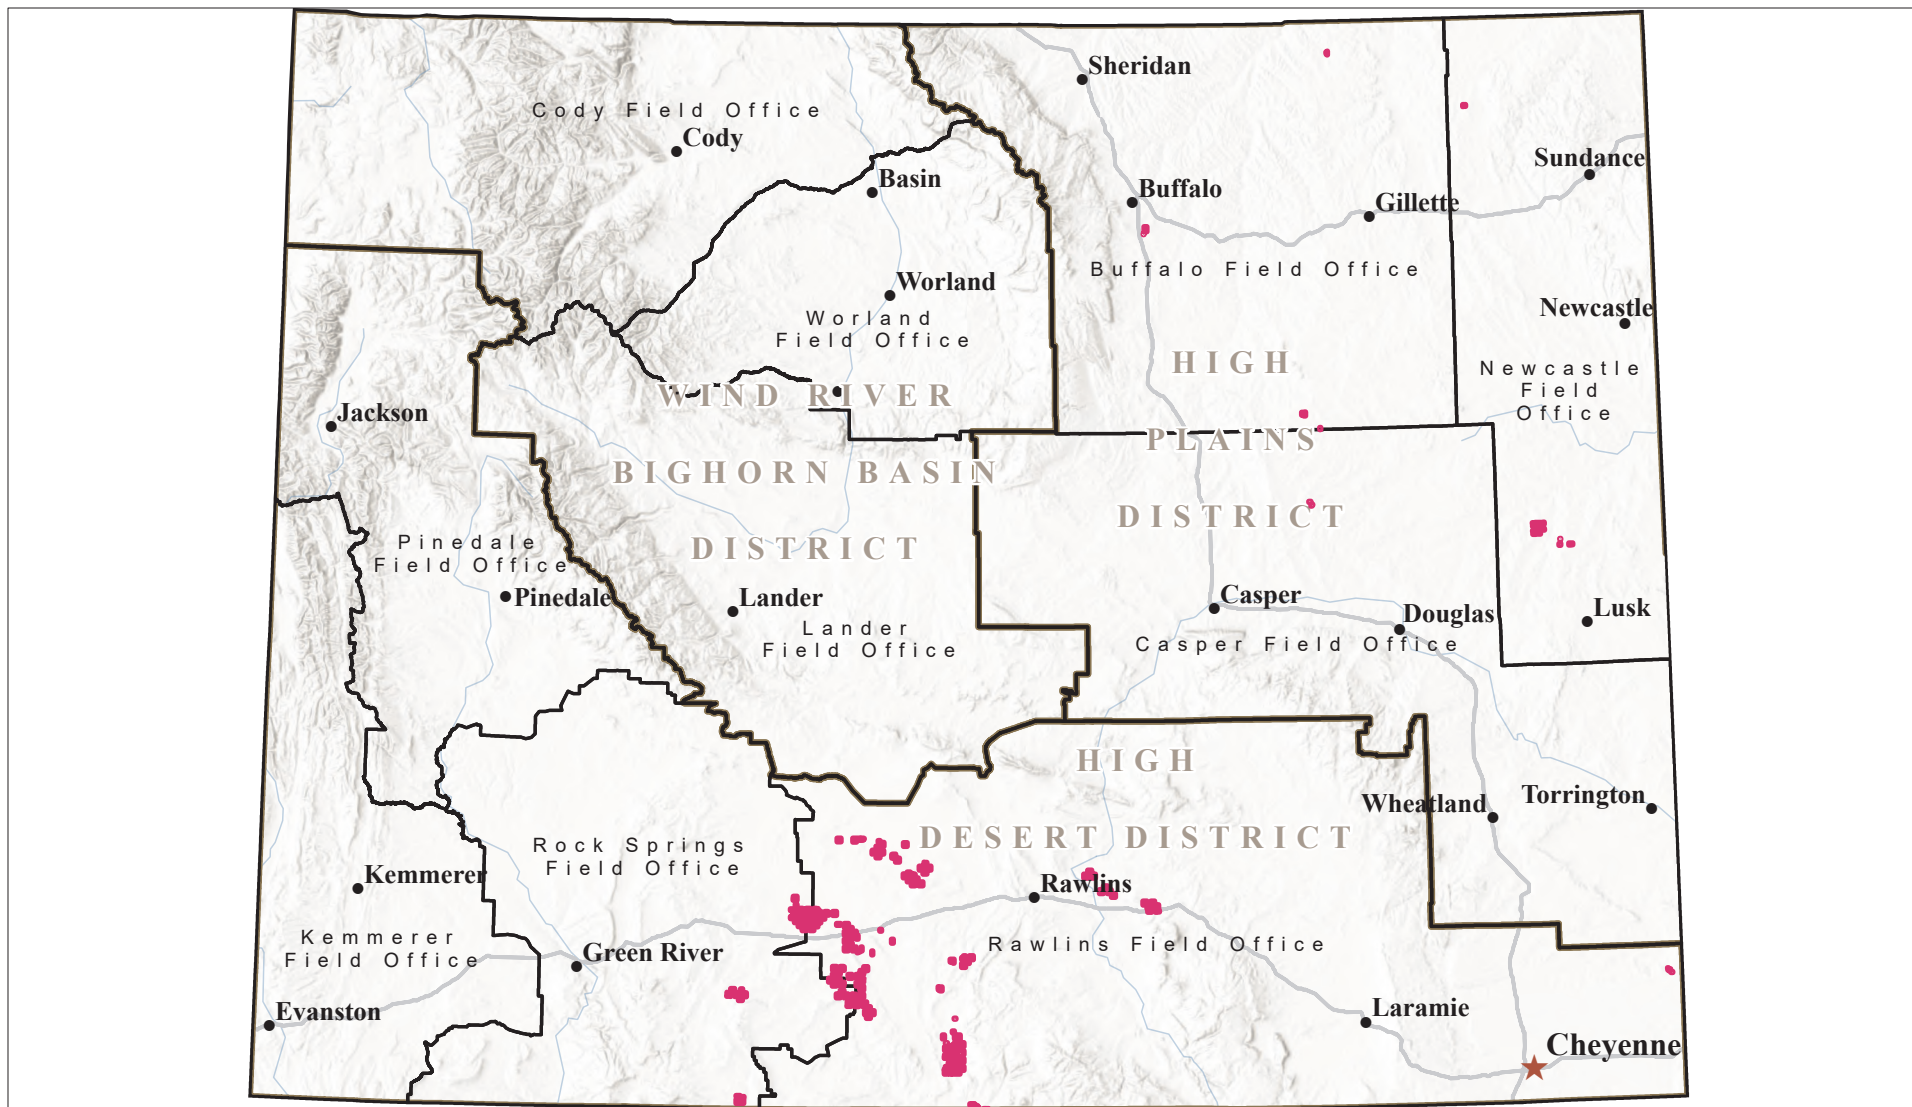 Sheridan
Cody Field Office
Cody
Sundance
Basin
Buffalo
Gillette
Buffalo Field Office
Worland
Newcastle
Worland
Field Office
HIGH
Newcastle
Field
Office
WIND RIVER
Jackson
PLAINS
BIGHORN BASIN
DISTRICT
Pinedale
Field Office
DISTRICT
Pinedale
Lander
Casper
Douglas
Lusk
Lander
Field Office
Casper Field Office
HIGH
Wheatland
Torrington
DESERT DISTRICT
Rock Springs
Field Office
Kemmerer
Rawlins
Kemmerer
Field Office
Green River
Rawlins Field Office
Evanston
Laramie
Cheyenne